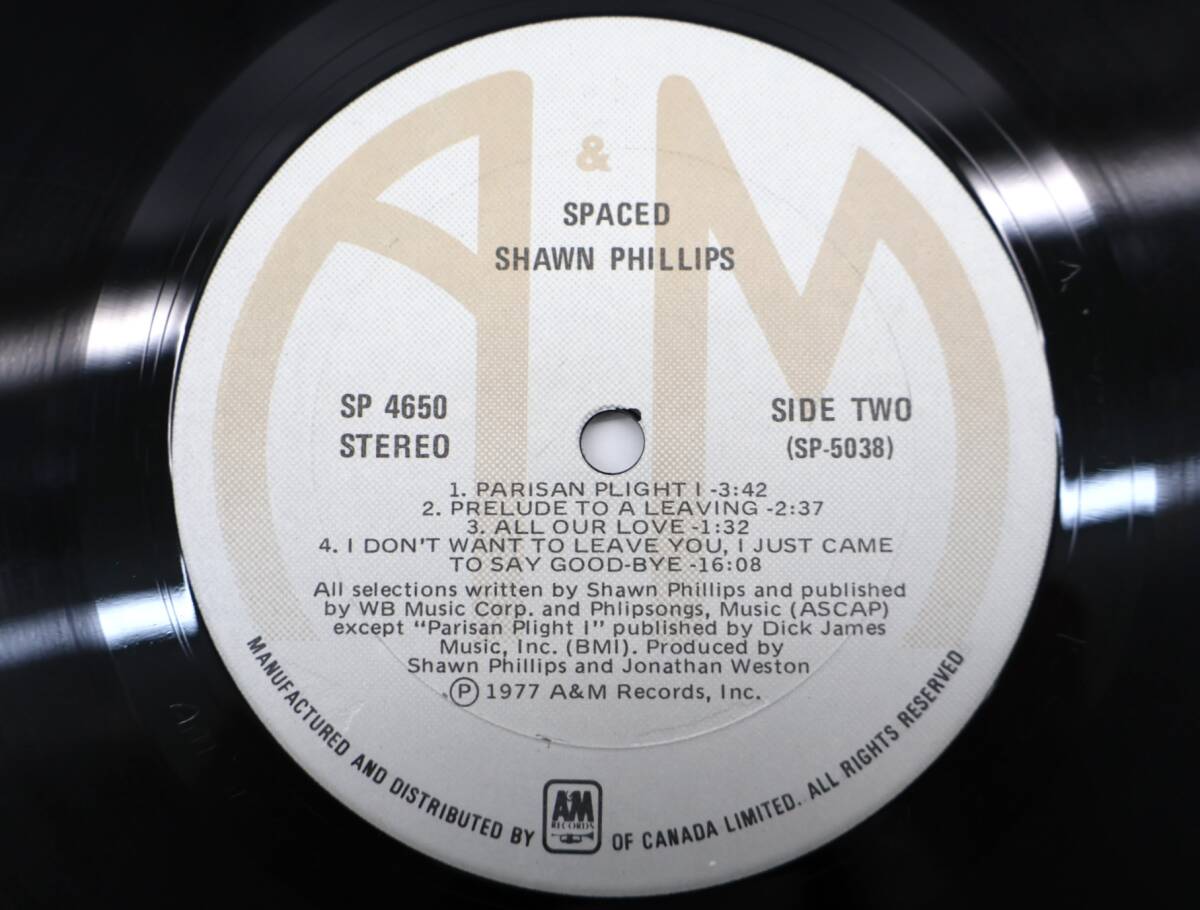 A & M
SPACED
SHAWN PHILLIPS
SP 4650
STEREO
SIDE TWO
(SP-5038)
1. PARISAN PLIGHT I -3:42
2. PRELUDE TO A LEAVING -2:37
3. ALL OUR LOVE -1:32
4. I DON'T WANT TO LEAVE YOU, I JUST CAME
TO SAY GOOD-BYE -16:08
All selections written by Shawn Phillips and published
by WB Music Corp. and Phlipsongs, Music (ASCAP)
except "Parisan Plight I" published by Dick James
Music, Inc. (BMI). Produced by
Shawn Phillips and Jonathan Weston
Ⓟ 1977 A&M Records, Inc.
MANUFACTURED AND DISTRIBUTED BY A&M RECORDS OF CANADA LIMITED. ALL RIGHTS RESERVED